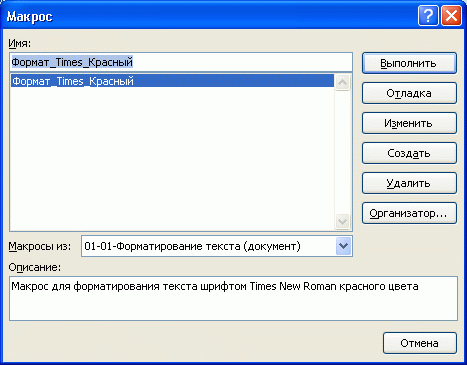 Макрос
Имя:
Формат_Times_Красный
Формат_Times_Красный
Выполнить
Отладка
Изменить
Создать
Удалить
Организатор...
Макросы из: 01-01-Форматирование текста (документ)
Описание:
Макрос для форматирования текста шрифтом Times New Roman красного цвета
Отмена